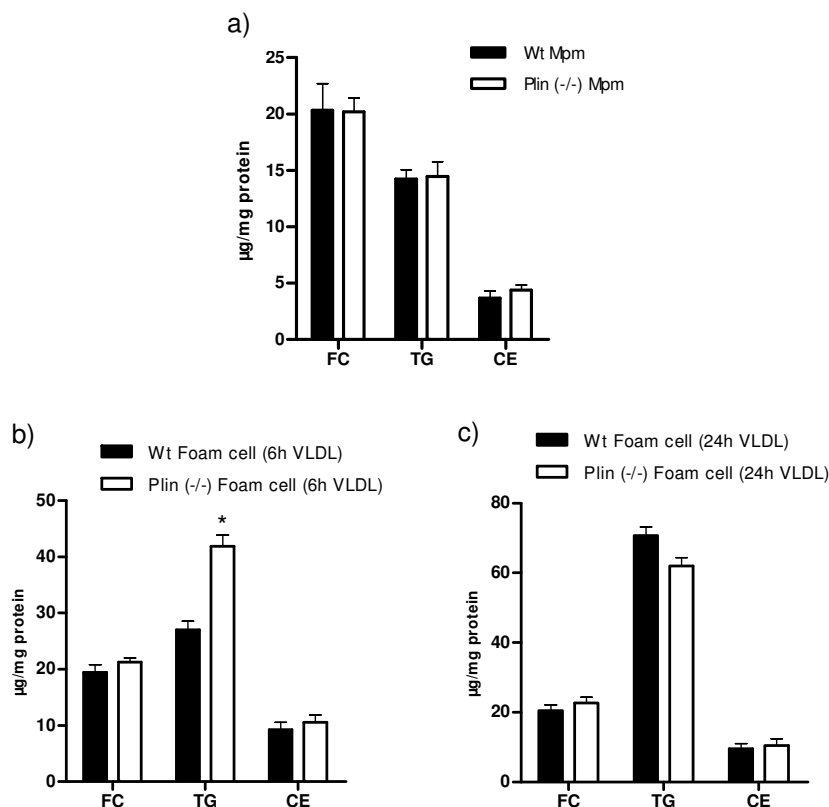 a)
Wt Mpm
Plin (-/-) Mpm
25
20
15
10
5
0
µg/mg protein
FC TG CE
b)
Wt Foam cell (6h VLDL)
Plin (-/-) Foam cell (6h VLDL)
50
40
30
20
10
0
µg/mg protein
*
FC TG CE
c)
Wt Foam cell (24h VLDL)
Plin (-/-) Foam cell (24h VLDL)
80
60
40
20
0
µg/mg protein
FC TG CE